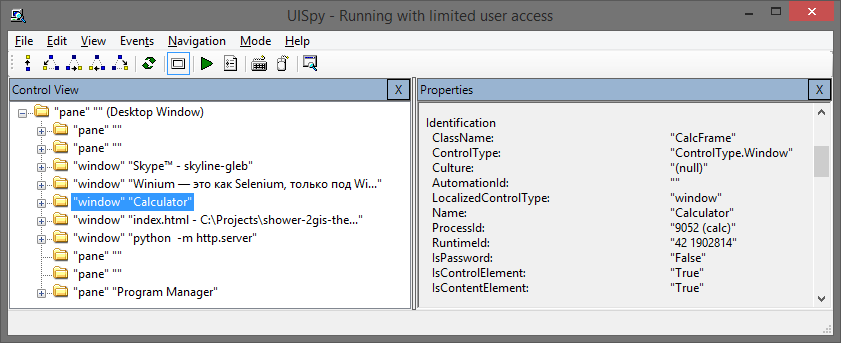 UISpy - Running with limited user access
File Edit View Events Navigation Mode Help
Control View X
"pane" "" (Desktop Window)
"pane" ""
"pane" ""
"window" "Skype™ - skyline-gleb"
"window" "Winium — это как Selenium, только под Wi..."
"window" "Calculator"
"window" "index.html - C:\Projects\shower-2gis-the..."
"window" "python  -m http.server"
"pane" ""
"pane" ""
"pane" "Program Manager"
Properties X
Identification
ClassName: "CalcFrame"
ControlType: "ControlType.Window"
Culture: "(null)"
AutomationId: ""
LocalizedControlType: "window"
Name: "Calculator"
ProcessId: "9052 (calc)"
RuntimeId: "42 1902814"
IsPassword: "False"
IsControlElement: "True"
IsContentElement: "True"